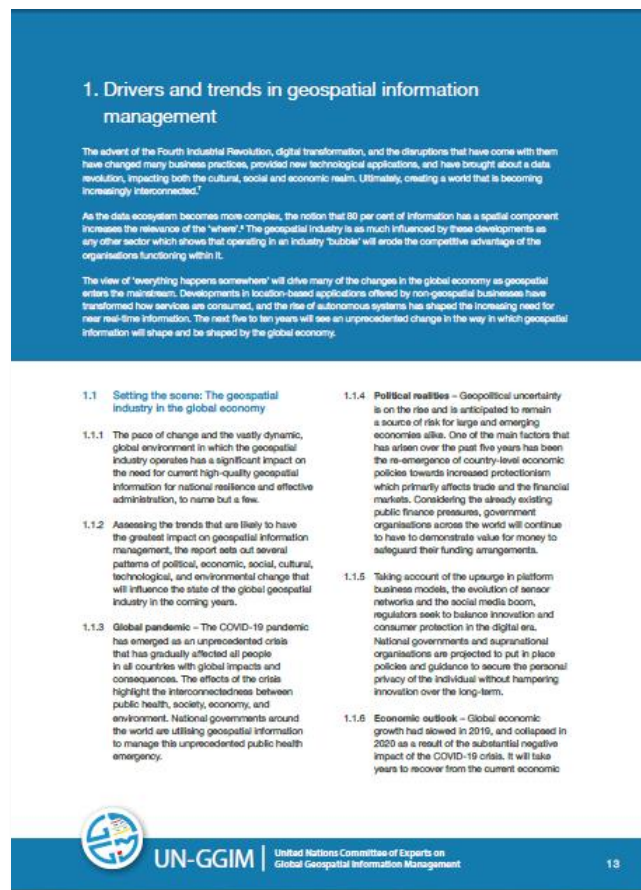 1. Drivers and trends in geospatial information
management
The advent of the Fourth Industrial Revolution, digital transformation, and the disruptions that have come with them
have changed many business practices, provided new technological applications, and have brought about a data
revolution, impacting both the cultural, social and economic realm. Ultimately, creating a world that is becoming
increasingly interconnected.⁷
As the data ecosystem becomes more complex, the notion that 80 per cent of information has a spatial component
increases the relevance of the 'where'.⁸ The geospatial industry is as much influenced by these developments as
any other sector which shows that operating in an industry 'bubble' will erode the competitive advantage of the
organisations functioning within it.
The view of 'everything happens somewhere' will drive many of the changes in the global economy as geospatial
enters the mainstream. Developments in location-based applications offered by non-geospatial businesses have
transformed how services are consumed, and the rise of autonomous systems has shaped the increasing need for
near real-time information. The next five to ten years will see an unprecedented change in the way in which geospatial
information will shape and be shaped by the global economy.
1.1 Setting the scene: The geospatial
industry in the global economy
1.1.1 The pace of change and the vastly dynamic,
global environment in which the geospatial
industry operates has a significant impact on
the need for current high-quality geospatial
information for national resilience and effective
administration, to name but a few.
1.1.2 Assessing the trends that are likely to have
the greatest impact on geospatial information
management, the report sets out several
patterns of political, economic, social, cultural,
technological, and environmental change that
will influence the state of the global geospatial
industry in the coming years.
1.1.3 Global pandemic – The COVID-19 pandemic
has emerged as an unprecedented crisis
that has gradually affected all people
in all countries with global impacts and
consequences. The effects of the crisis
highlight the interconnectedness between
public health, society, economy, and
environment. National governments around
the world are utilising geospatial information
to manage this unprecedented public health
emergency.
1.1.4 Political realities – Geopolitical uncertainty
is on the rise and is anticipated to remain
a source of risk for large and emerging
economies alike. One of the main factors that
has arisen over the past five years has been
the re-emergence of country-level economic
policies towards increased protectionism
which primarily affects trade and the financial
markets. Considering the already existing
public finance pressures, government
organisations across the world will continue
to have to demonstrate value for money to
safeguard their funding arrangements.
1.1.5 Taking account of the upsurge in platform
business models, the evolution of sensor
networks and the social media boom,
regulators seek to balance innovation and
consumer protection in the digital era.
National governments and supranational
organisations are projected to put in place
policies and guidance to secure the personal
privacy of the individual without hampering
innovation over the long-term.
1.1.6 Economic outlook – Global economic
growth had slowed in 2019, and collapsed in
2020 as a result of the substantial negative
impact of the COVID-19 crisis. It will take
years to recover from the current economic
UN-GGIM
United Nations Committee of Experts on
Global Geospatial Information Management
13